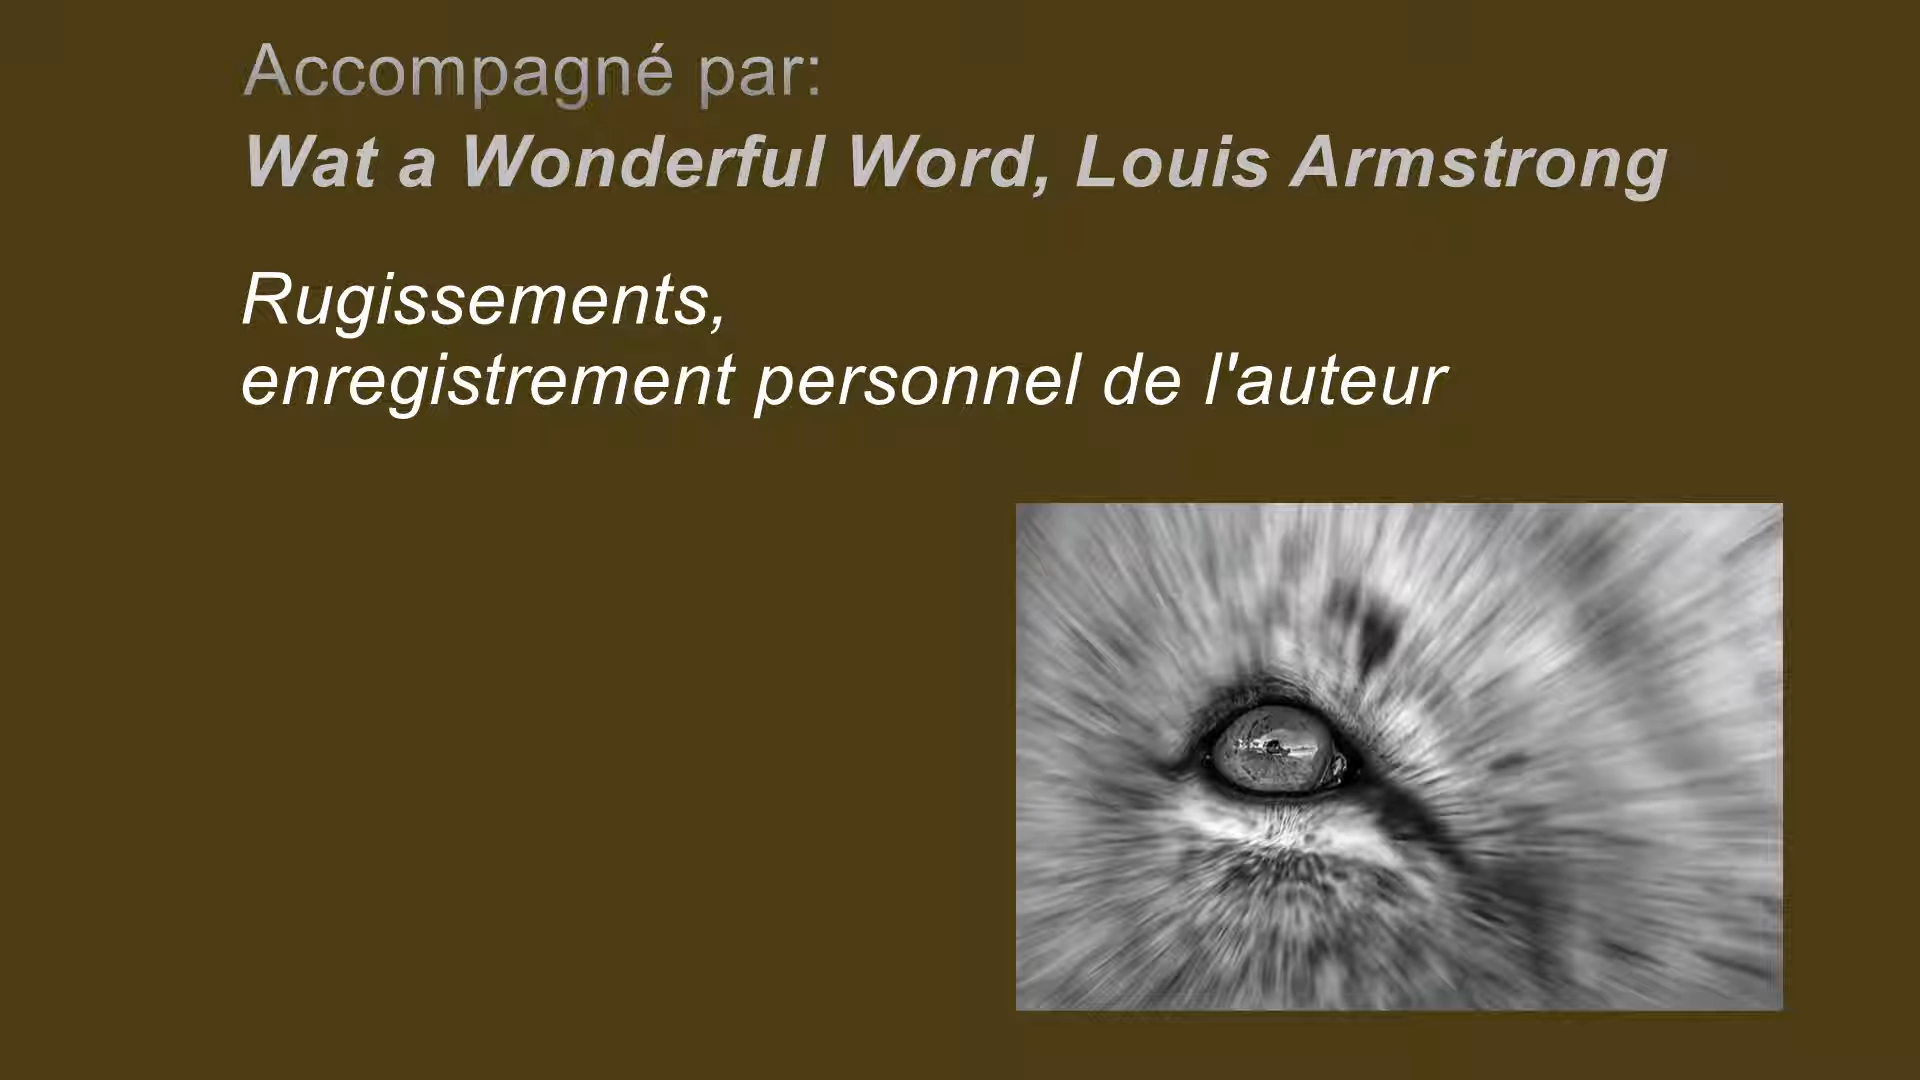 Accompagné par:
Wat a Wonderful Word, Louis Armstrong
Rugissements,
enregistrement personnel de l'auteur